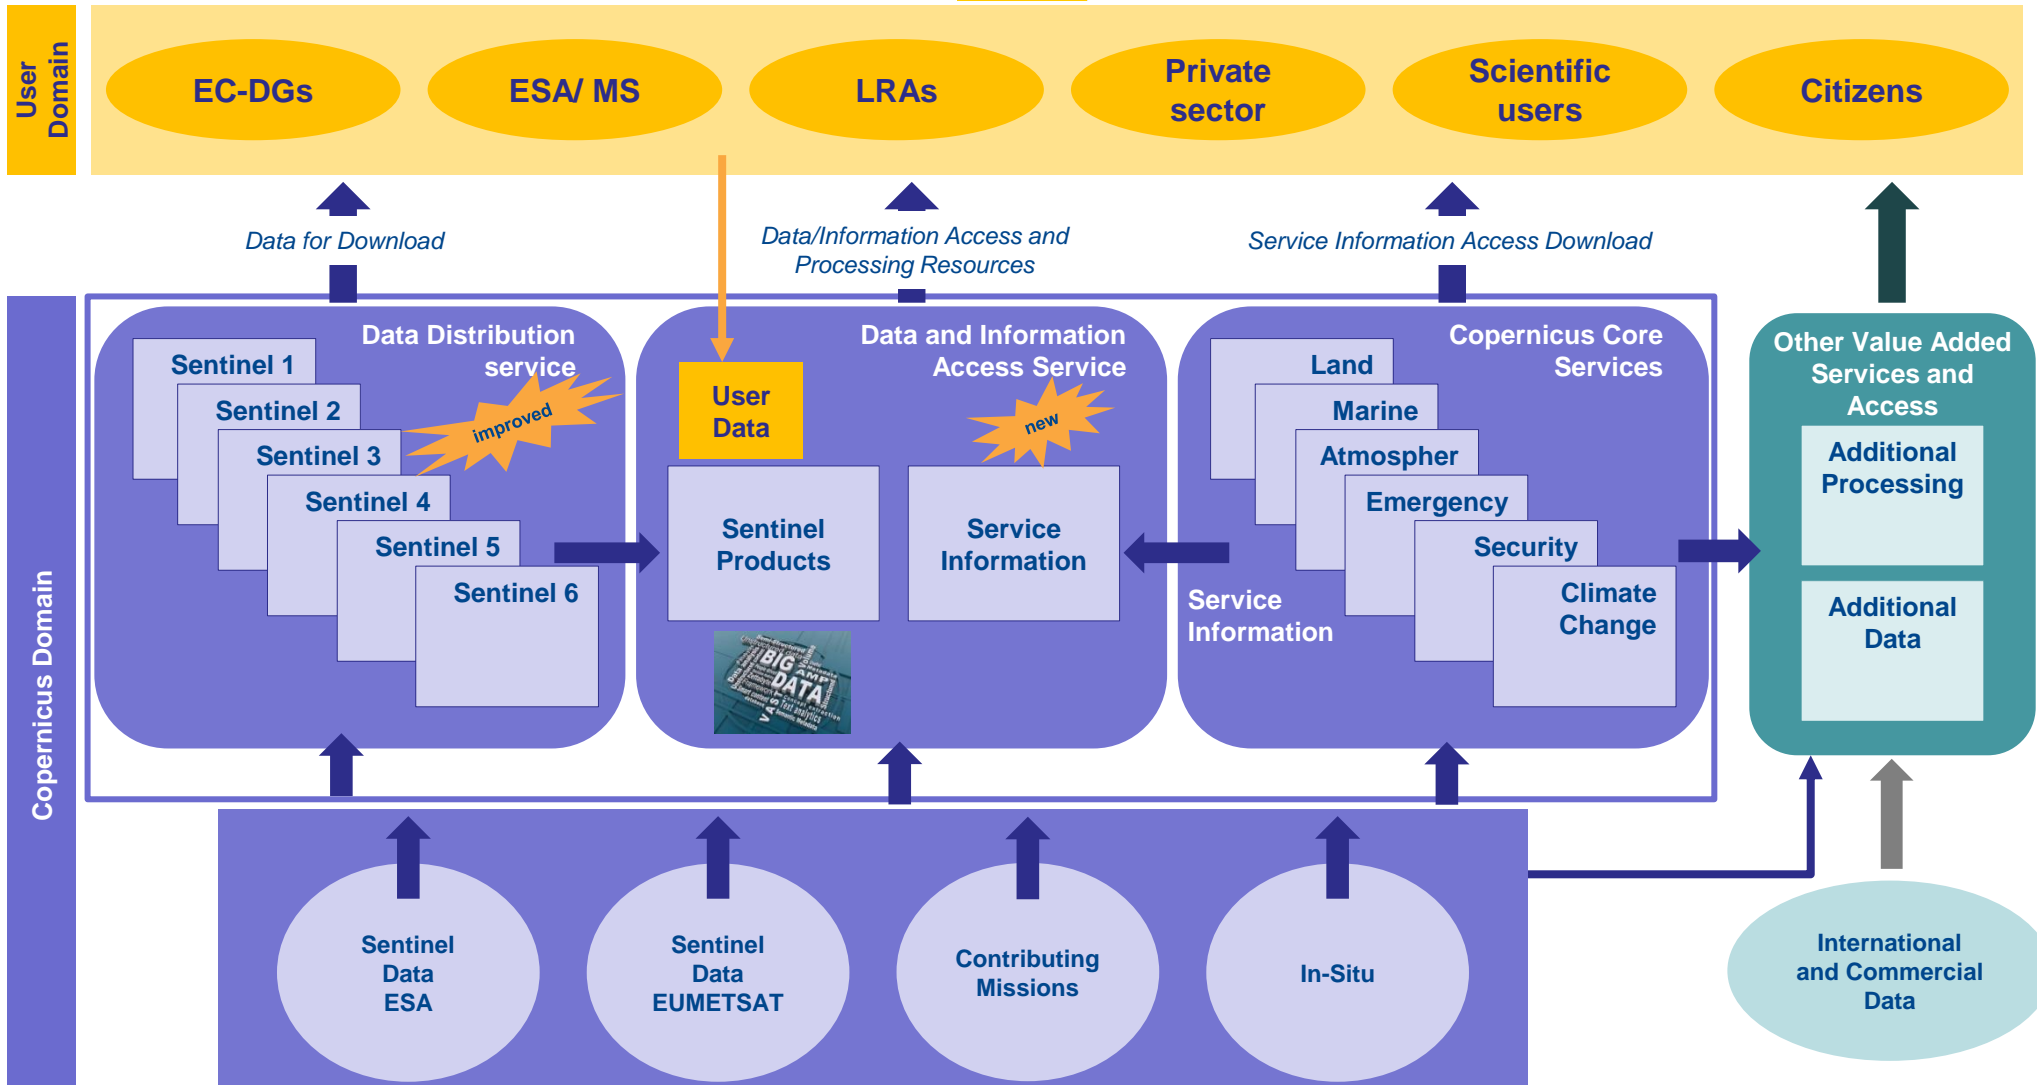 User
Domain
EC-DGs
ESA/ MS
LRAs
Private
sector
Scientific
users
Citizens
Data for Download
Data/Information Access and
Processing Resources
Service Information Access Download
Copernicus Domain
Data Distribution
service
Sentinel 1
Sentinel 2
Sentinel 3
Sentinel 4
Sentinel 5
Sentinel 6
improved
Data and Information
Access Service
User
Data
new
Sentinel
Products
Service
Information
BIG
DATA
Copernicus Core
Services
Land
Marine
Atmospher
Emergency
Security
Climate
Change
Service
Information
Other Value Added
Services and
Access
Additional
Processing
Additional
Data
Sentinel
Data
ESA
Sentinel
Data
EUMETSAT
Contributing
Missions
In-Situ
International
and Commercial
Data